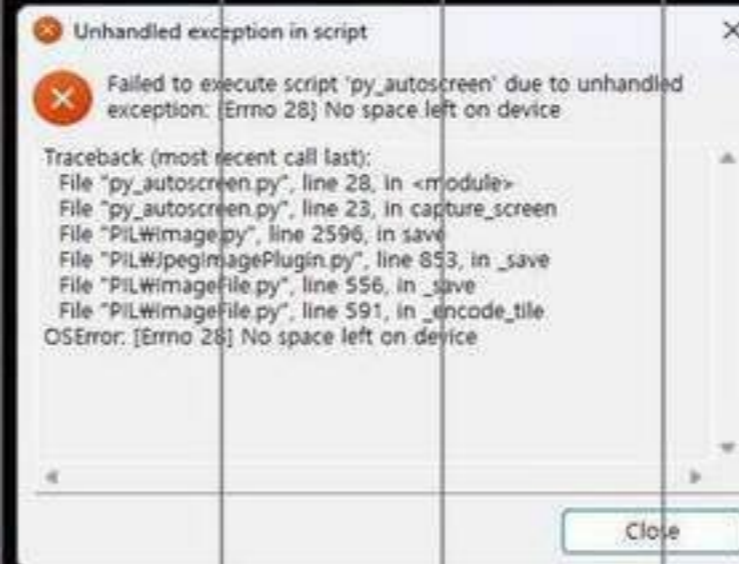 Unhandled exception in script
Failed to execute script 'py_autoscreen' due to unhandled
exception: [Errno 28] No space left on device
Traceback (most recent call last):
File "py_autoscreen.py", line 28, in <module>
File "py_autoscreen.py", line 23, in capture_screen
File "PIL₩Image.py", line 2596, in save
File "PIL₩JpegImagePlugin.py", line 853, in _save
File "PIL₩ImageFile.py", line 556, in _save
File "PIL₩ImageFile.py", line 591, in _encode_tile
OSError: [Errno 28] No space left on device
Close